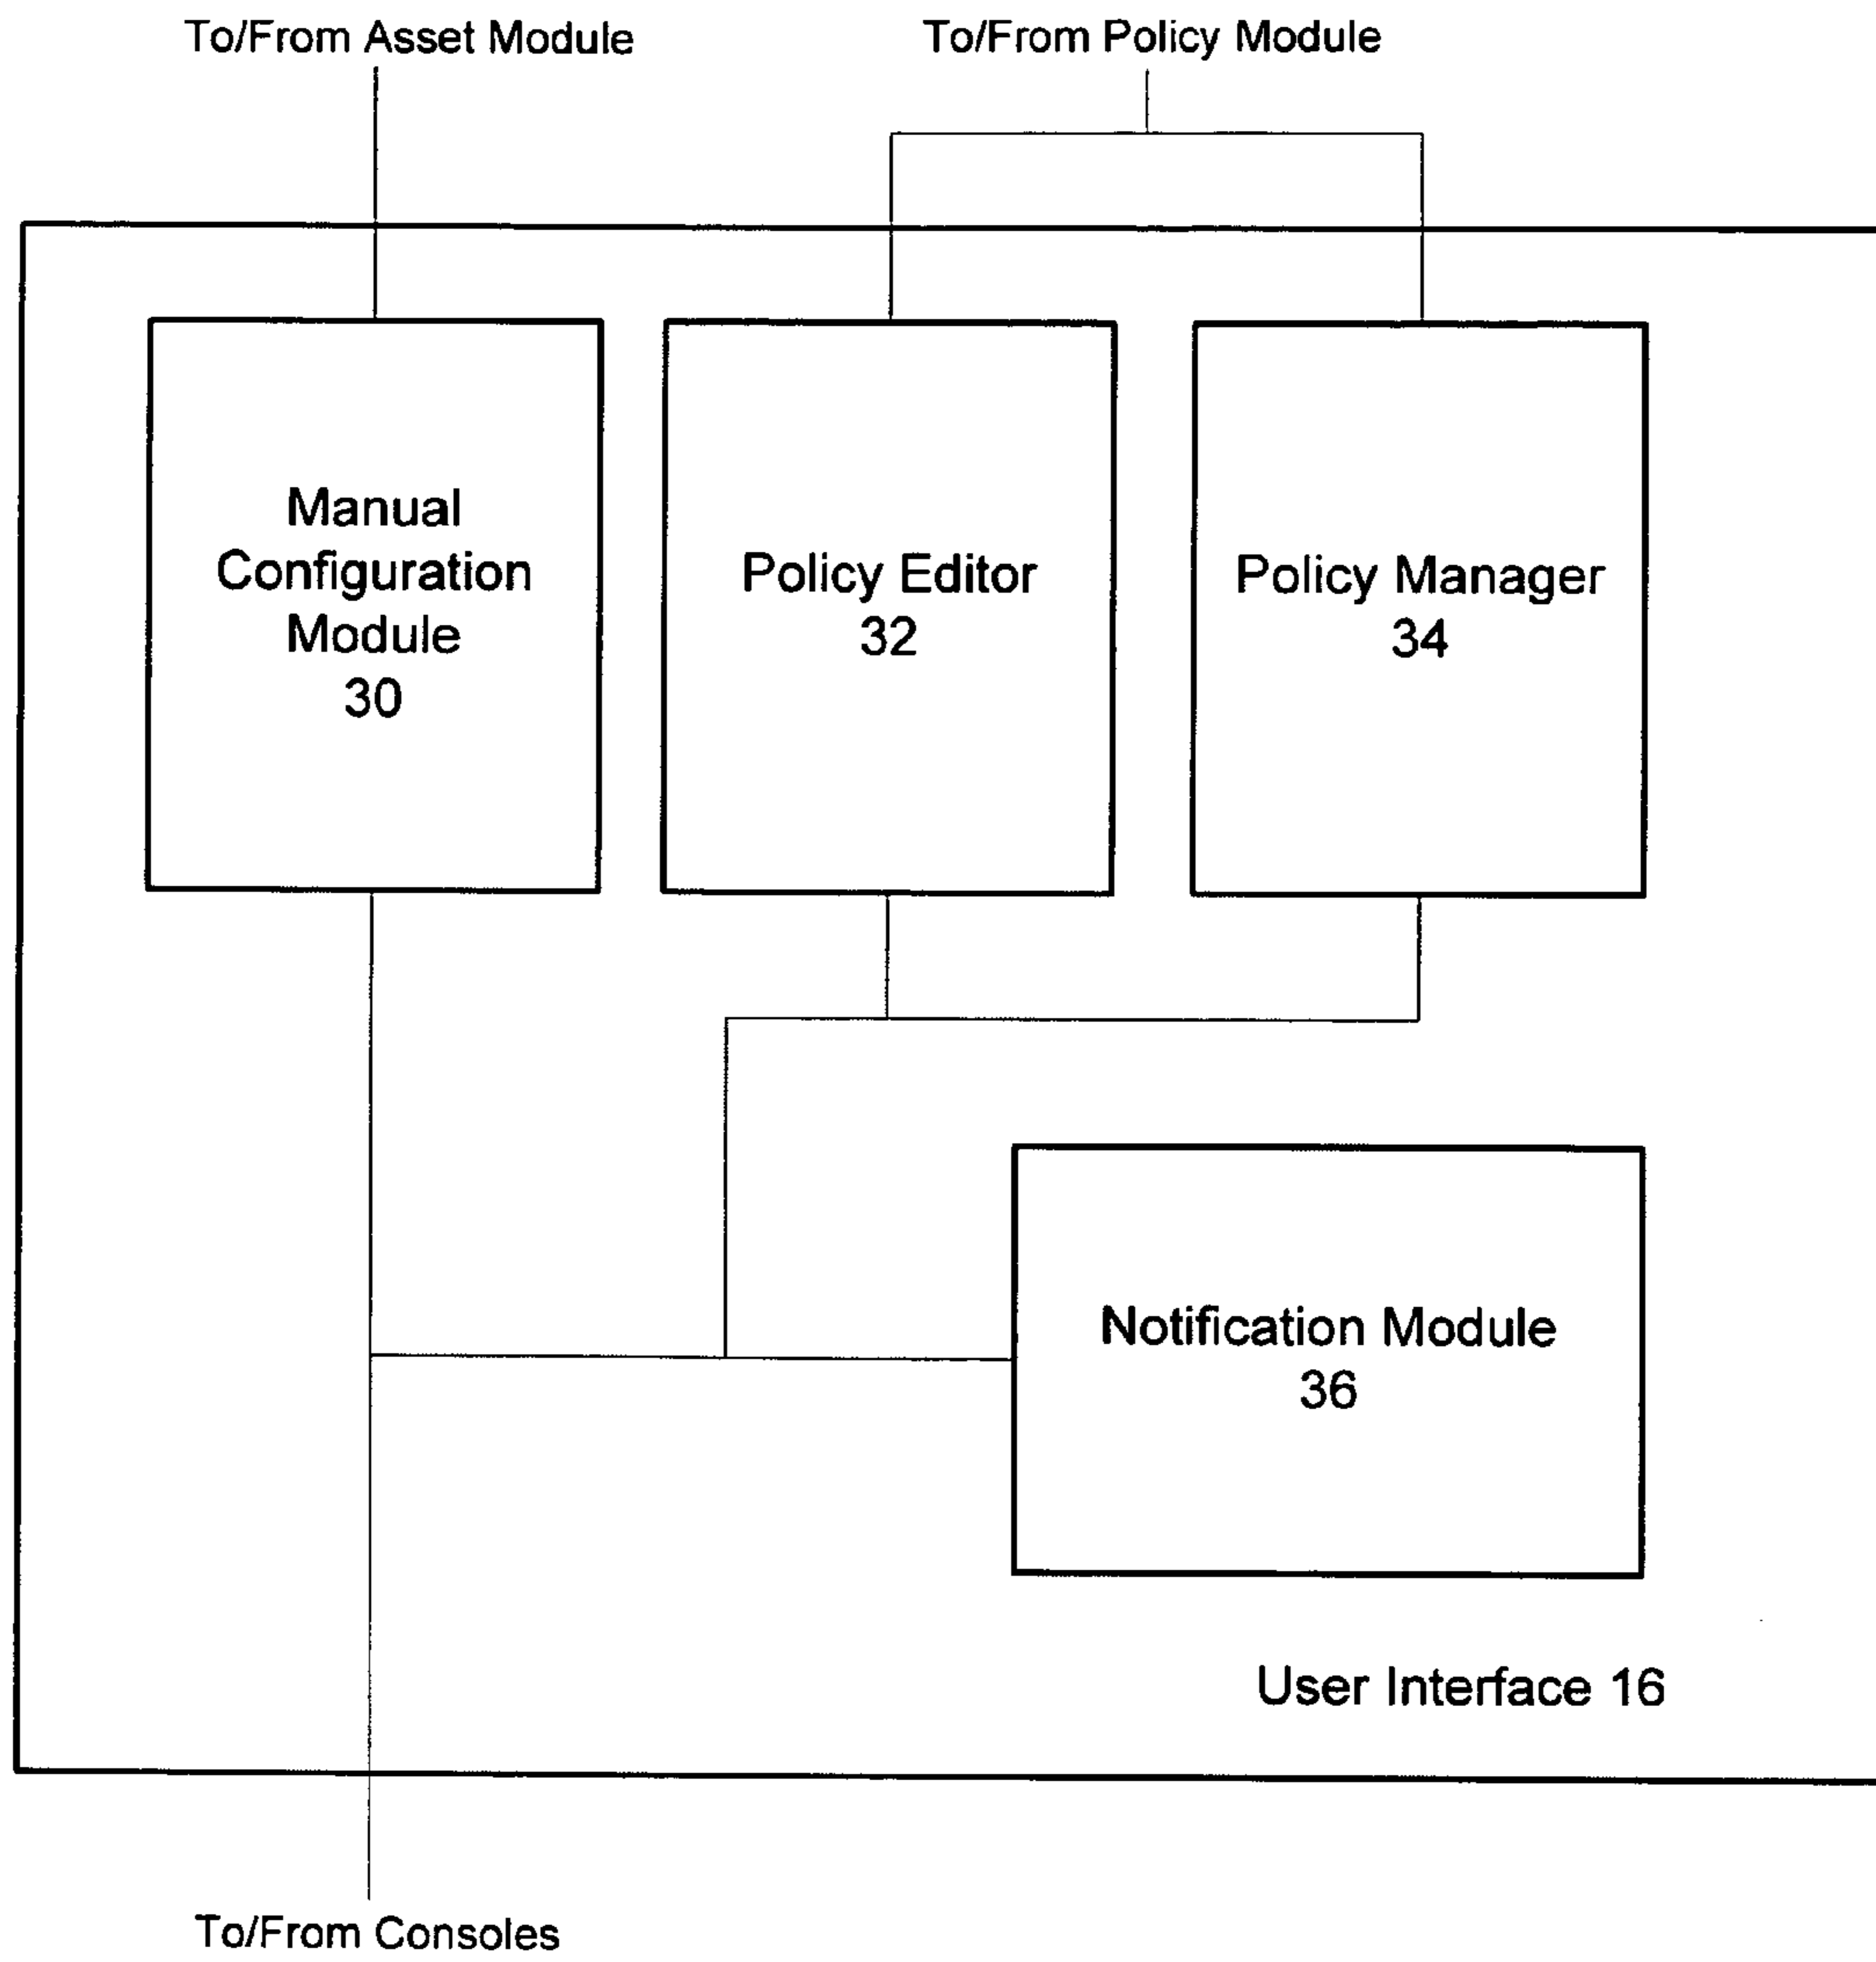 To/From Asset Module
To/From Policy Module
Manual
Configuration
Module
30
Policy Editor
32
Policy Manager
34
Notification Module
36
User Interface 16
To/From Consoles